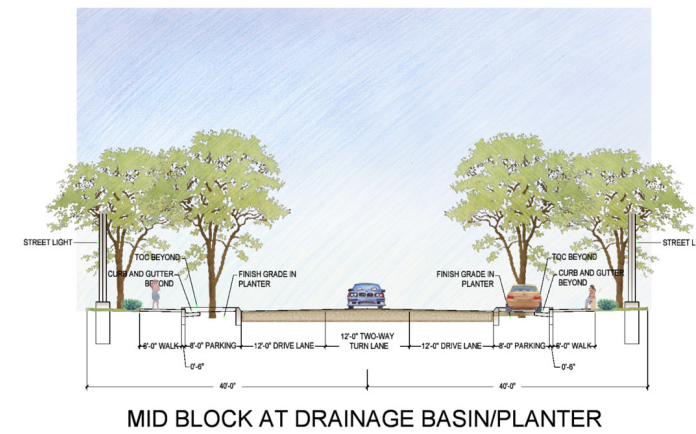 STREET LIGHT
STREET L
TOC BEYOND
TOC BEYOND
CURB AND GUTTER
BEYOND
FINISH GRADE IN
PLANTER
FINISH GRADE IN
PLANTER
CURB AND GUTTER
BEYOND
6'-0" WALK
8'-0" PARKING
12'-0" DRIVE LANE
12'-0" TWO-WAY
TURN LANE
12'-0" DRIVE LANE
8'-0" PARKING
6'-0" WALK
0'-6"
0'-6"
40'-0"
40'-0"
MID BLOCK AT DRAINAGE BASIN/PLANTER